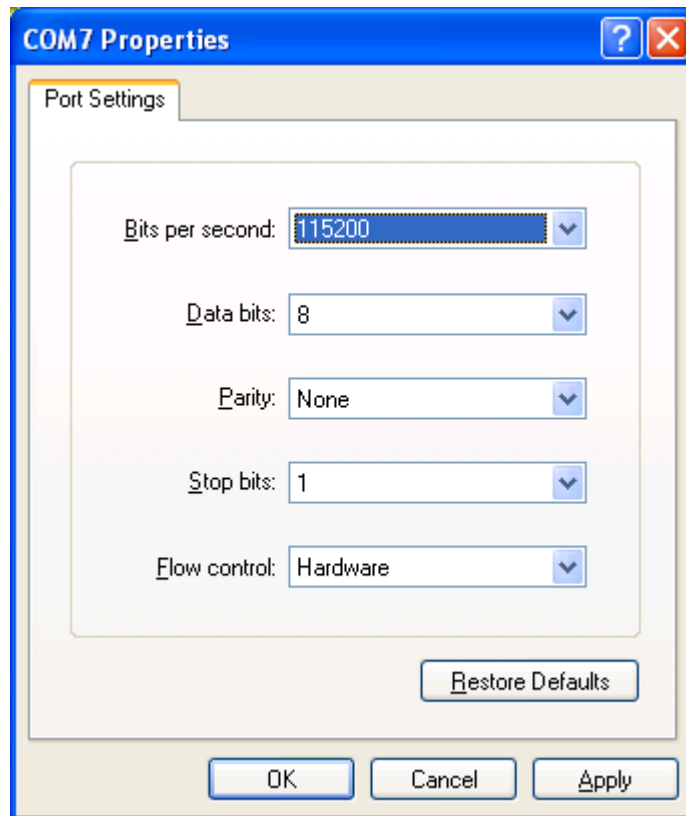 COM7 Properties
Port Settings
Bits per second: 115200
Data bits: 8
Parity: None
Stop bits: 1
Flow control: Hardware
Restore Defaults
OK Cancel Apply